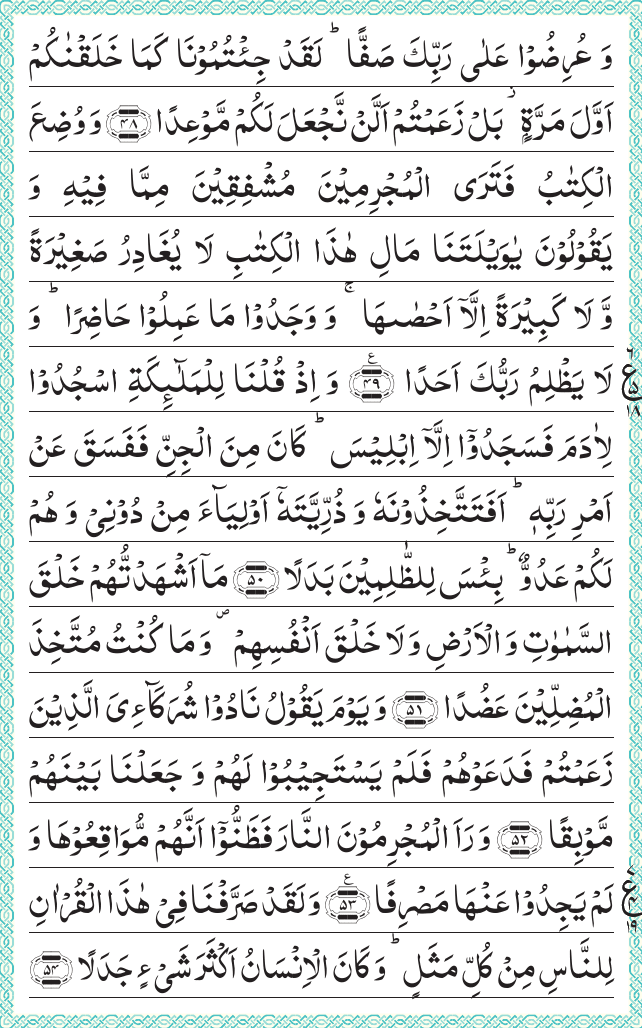 وَ عُرِضُوْا عَلٰى رَبِّكَ صَفًّا ؕ لَقَدْ جِئْتُمُوْنَا كَمَا خَلَقْنٰكُمْ
اَوَّلَ مَرَّةٍۭ ؗ بَلْ زَعَمْتُمْ اَلَّنْ نَّجْعَلَ لَكُمْ مَّوْعِدًا ﴿۴۸﴾ وَ وُضِعَ
الْكِتٰبُ فَتَرَى الْمُجْرِمِيْنَ مُشْفِقِيْنَ مِمَّا فِيْهِ وَ
يَقُوْلُوْنَ يٰوَيْلَتَنَا مَالِ هٰذَا الْكِتٰبِ لَا يُغَادِرُ صَغِيْرَةً
وَّ لَا كَبِيْرَةً اِلَّاۤ اَحْصٰىهَا ۚ وَ وَجَدُوْا مَا عَمِلُوْا حَاضِرًا ؕ وَ
لَا يَظْلِمُ رَبُّكَ اَحَدًا ﴿۴۹﴾ ع وَ اِذْ قُلْنَا لِلْمَلٰٓئِكَةِ اسْجُدُوْا
ع ۶ ۵ ۱۸
لِاٰدَمَ فَسَجَدُوْۤا اِلَّاۤ اِبْلِيْسَ ؕ كَانَ مِنَ الْجِنِّ فَفَسَقَ عَنْ
اَمْرِ رَبِّهٖ ؕ اَفَتَتَّخِذُوْنَهٗ وَ ذُرِّيَّتَهٗۤ اَوْلِيَآءَ مِنْ دُوْنِيْ وَ هُمْ
لَكُمْ عَدُوٌّ ؕ بِئْسَ لِلظّٰلِمِيْنَ بَدَلًا ﴿۵۰﴾ مَاۤ اَشْهَدْتُّهُمْ خَلْقَ
السَّمٰوٰتِ وَ الْاَرْضِ وَ لَا خَلْقَ اَنْفُسِهِمْ ۪ وَ مَا كُنْتُ مُتَّخِذَ
الْمُضِلِّيْنَ عَضُدًا ﴿۵۱﴾ وَ يَوْمَ يَقُوْلُ نَادُوْا شُرَكَآءِيَ الَّذِيْنَ
زَعَمْتُمْ فَدَعَوْهُمْ فَلَمْ يَسْتَجِيْبُوْا لَهُمْ وَ جَعَلْنَا بَيْنَهُمْ
مَّوْبِقًا ﴿۵۲﴾ وَ رَاَ الْمُجْرِمُوْنَ النَّارَ فَظَنُّوْۤا اَنَّهُمْ مُّوَاقِعُوْهَا وَ
لَمْ يَجِدُوْا عَنْهَا مَصْرِفًا ﴿۵۳﴾ ع وَ لَقَدْ صَرَّفْنَا فِيْ هٰذَا الْقُرْاٰنِ
ع ۱۹
لِلنَّاسِ مِنْ كُلِّ مَثَلٍ ؕ وَ كَانَ الْاِنْسَانُ اَكْثَرَ شَيْءٍ جَدَلًا ﴿۵۴﴾